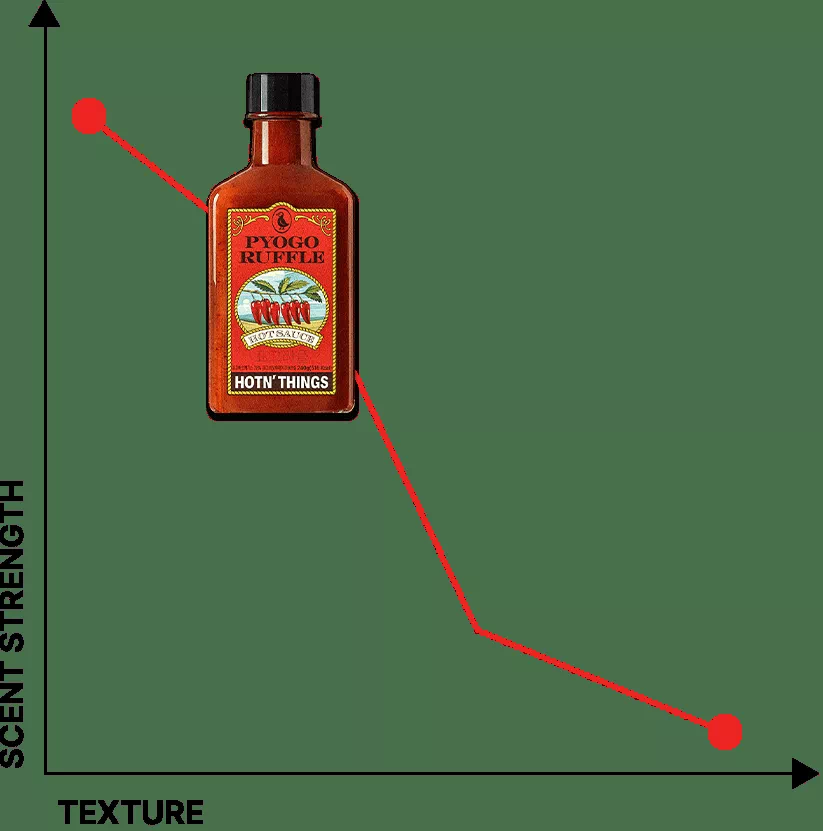 PYOGO
RUFFLE
HOT SAUCE
HOTN' THINGS
SCENT STRENGTH
TEXTURE